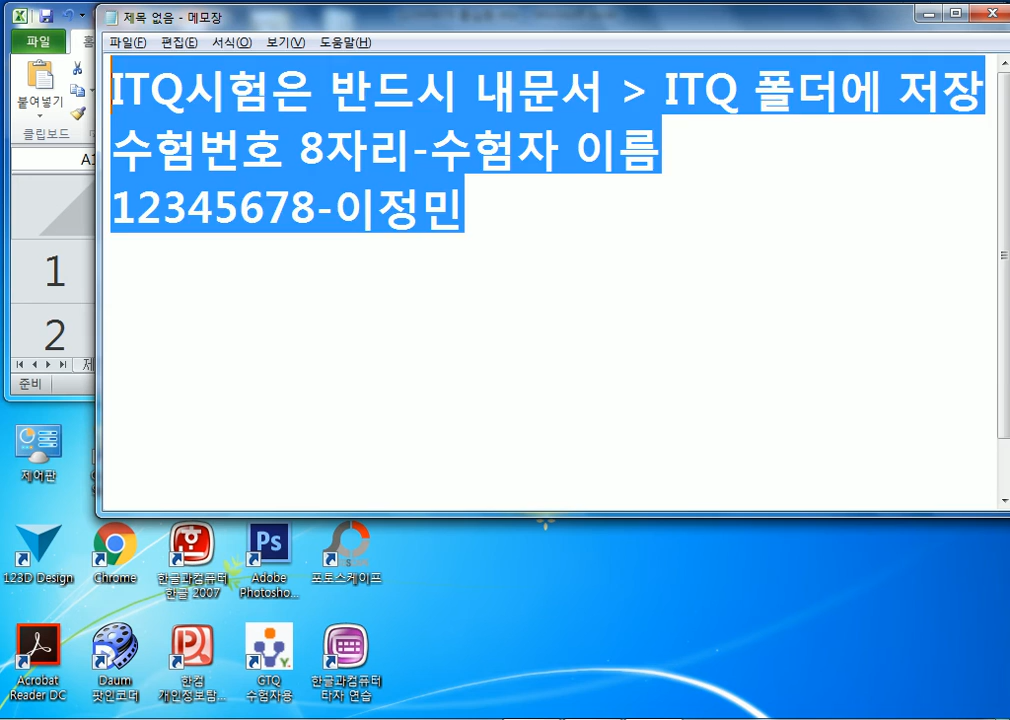 제목 없음 - 메모장
파일(F) 편집(E) 서식(O) 보기(V) 도움말(H)
ITQ시험은 반드시 내문서 > ITQ 폴더에 저장
수험번호 8자리-수험자 이름
12345678-이정민
파일
홈
붙여넣기
클립보드
A1
1
2
제
준비
제어판
123D Design
Chrome
한글과컴퓨터
한글 2007
Adobe
Photosho...
포토스케이프
Acrobat
Reader DC
Daum
팟인코더
한컴
개인정보탐...
GTQ
수험자용
한글과컴퓨터
타자 연습